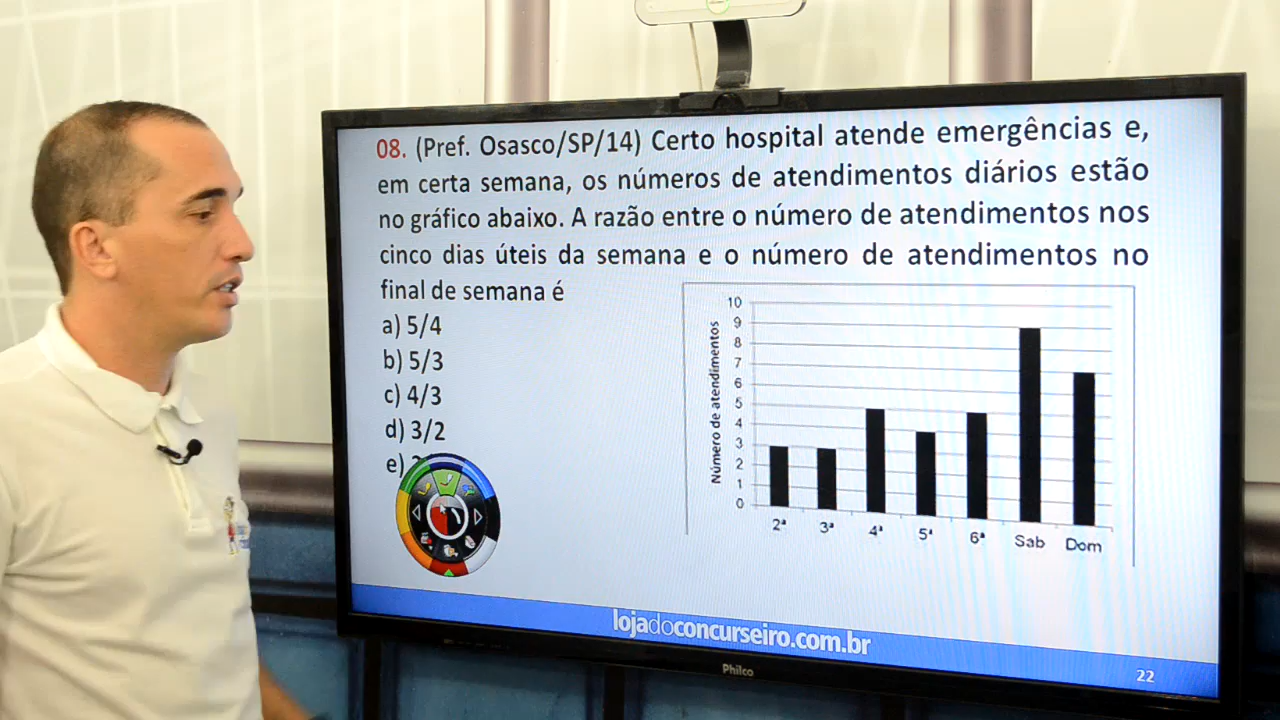 08. (Pref. Osasco/SP/14) Certo hospital atende emergências e,
em certa semana, os números de atendimentos diários estão
no gráfico abaixo. A razão entre o número de atendimentos nos
cinco dias úteis da semana e o número de atendimentos no
final de semana é
a) 5/4
b) 5/3
c) 4/3
d) 3/2
e)
Número de atendimentos
10
9
8
7
6
5
4
3
2
1
0
2ª 3ª 4ª 5ª 6ª Sab Dom
lojadoconcurseiro.com.br
22
Philco